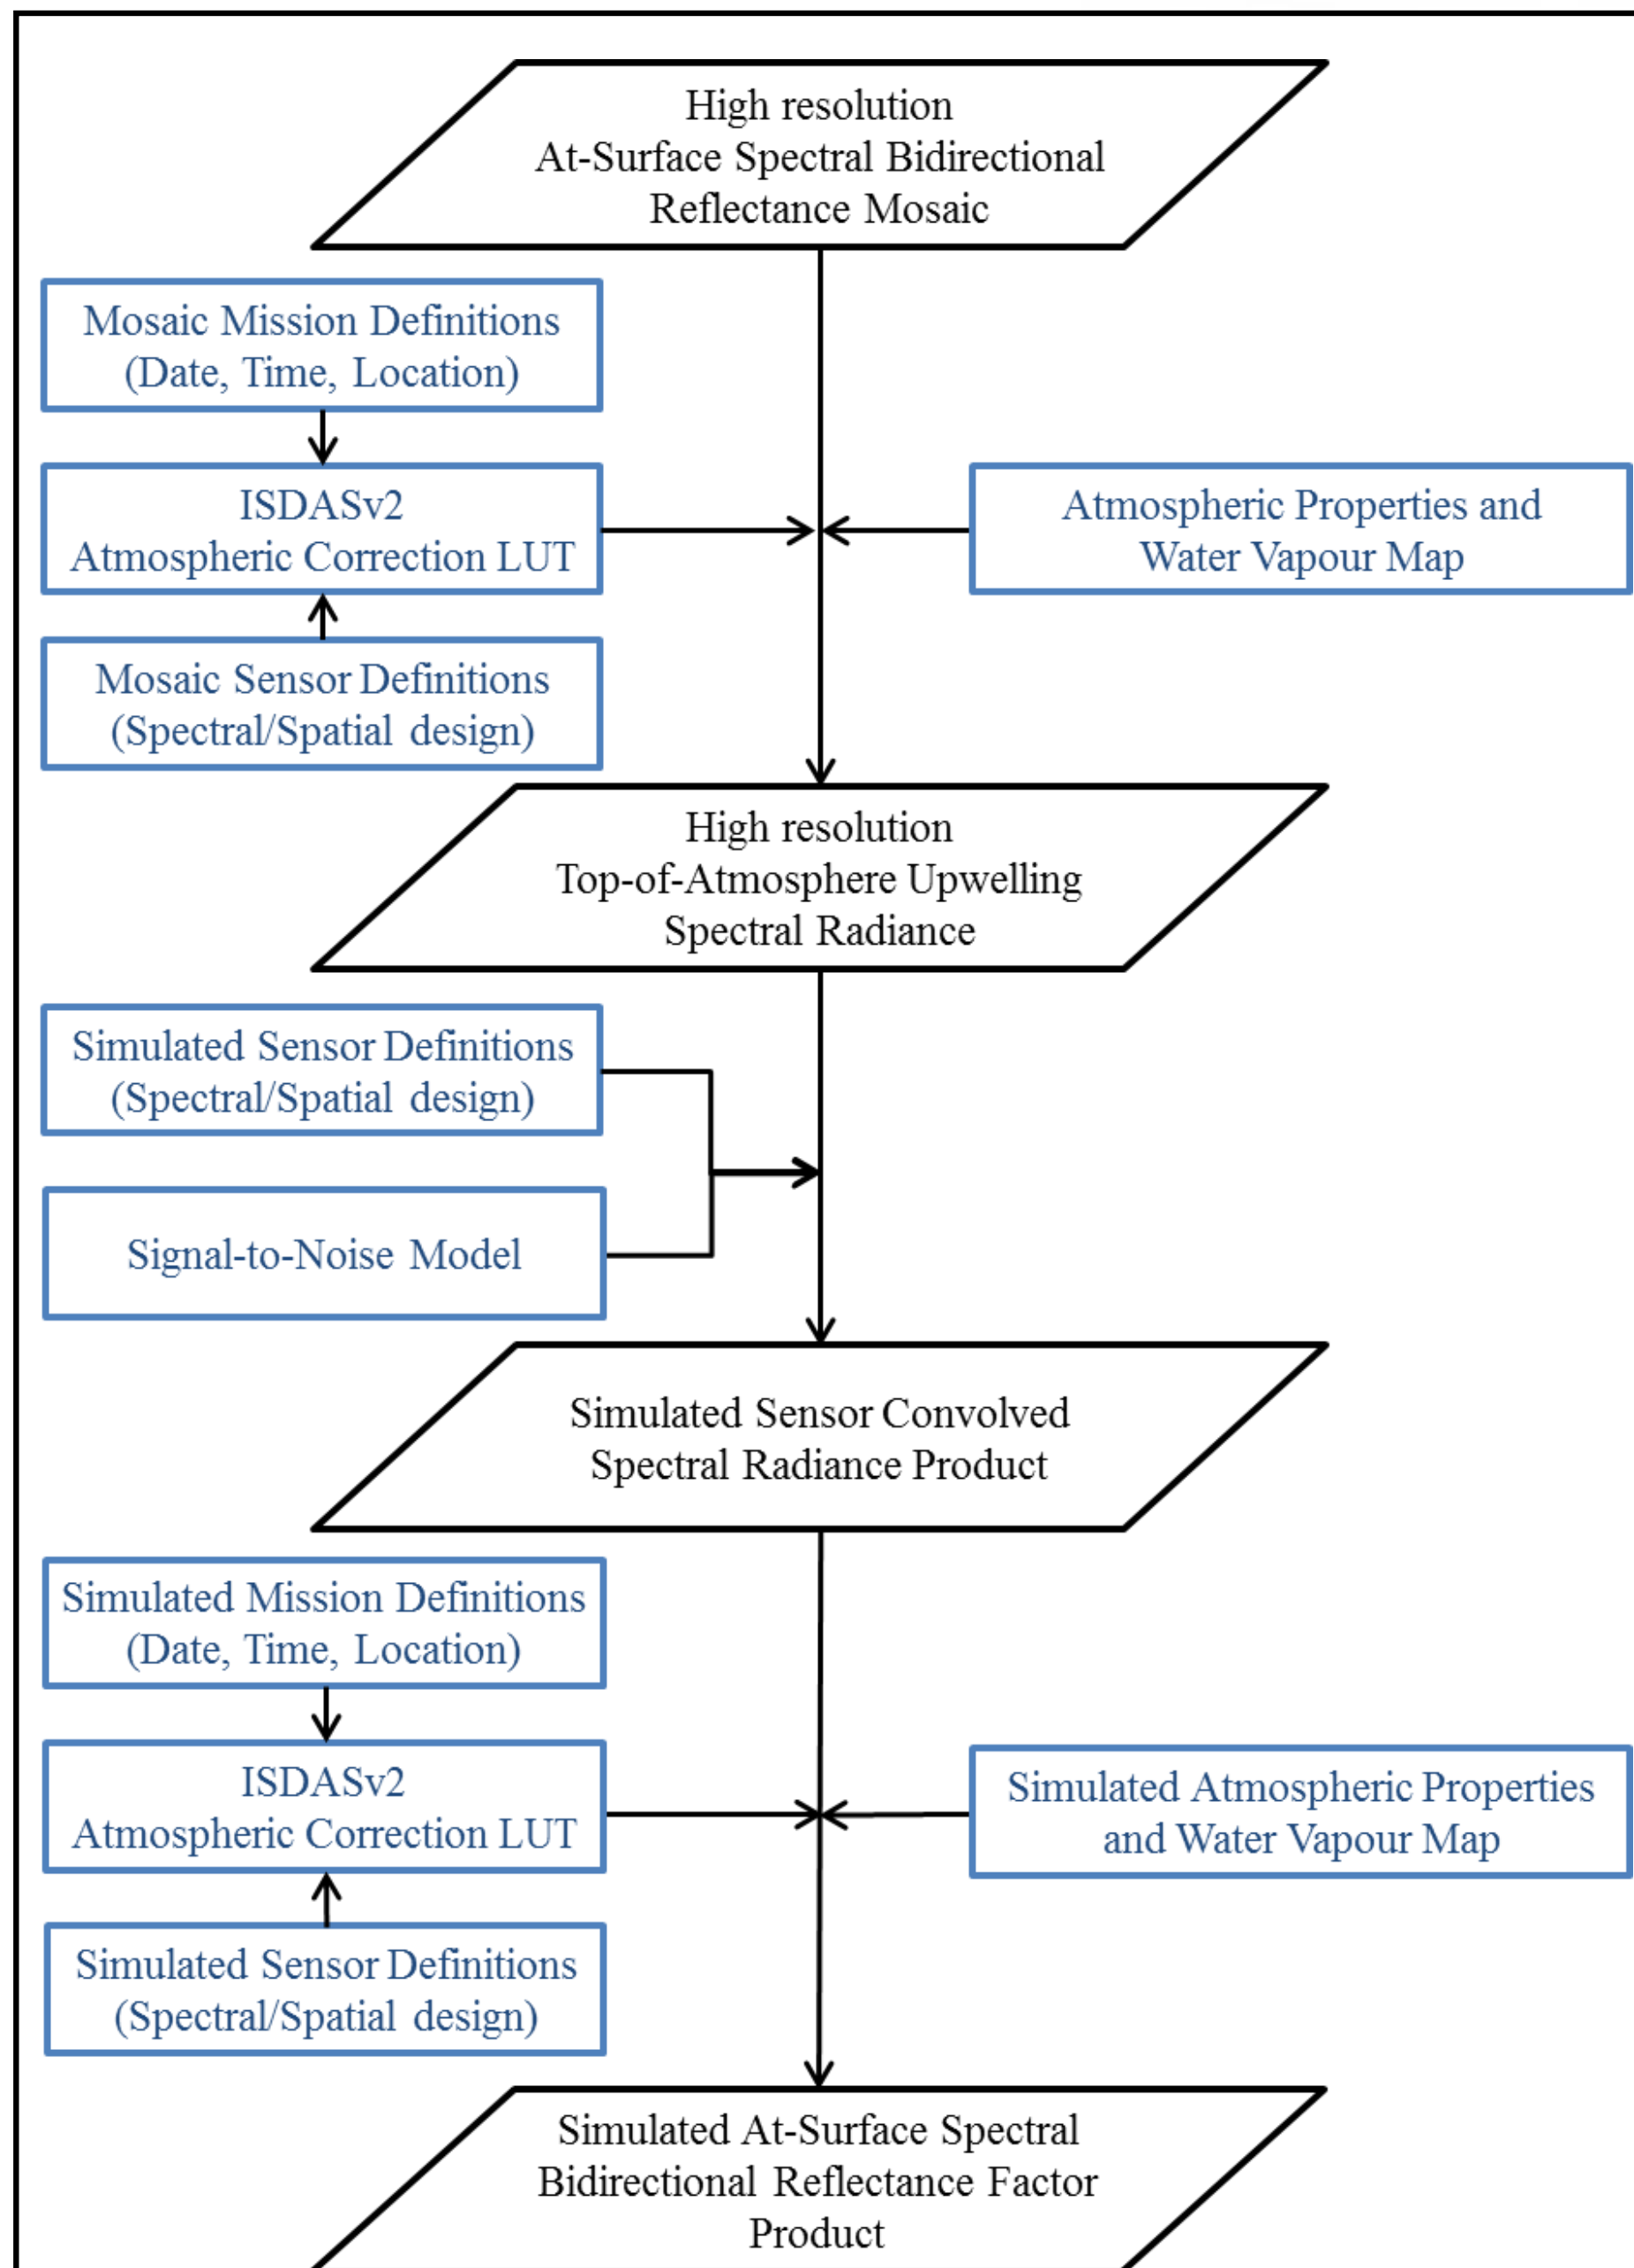 High resolution
At-Surface Spectral Bidirectional
Reflectance Mosaic
Mosaic Mission Definitions
(Date, Time, Location)
ISDASv2
Atmospheric Correction LUT
Atmospheric Properties and
Water Vapour Map
Mosaic Sensor Definitions
(Spectral/Spatial design)
High resolution
Top-of-Atmosphere Upwelling
Spectral Radiance
Simulated Sensor Definitions
(Spectral/Spatial design)
Signal-to-Noise Model
Simulated Sensor Convolved
Spectral Radiance Product
Simulated Mission Definitions
(Date, Time, Location)
ISDASv2
Atmospheric Correction LUT
Simulated Atmospheric Properties
and Water Vapour Map
Simulated Sensor Definitions
(Spectral/Spatial design)
Simulated At-Surface Spectral
Bidirectional Reflectance Factor
Product